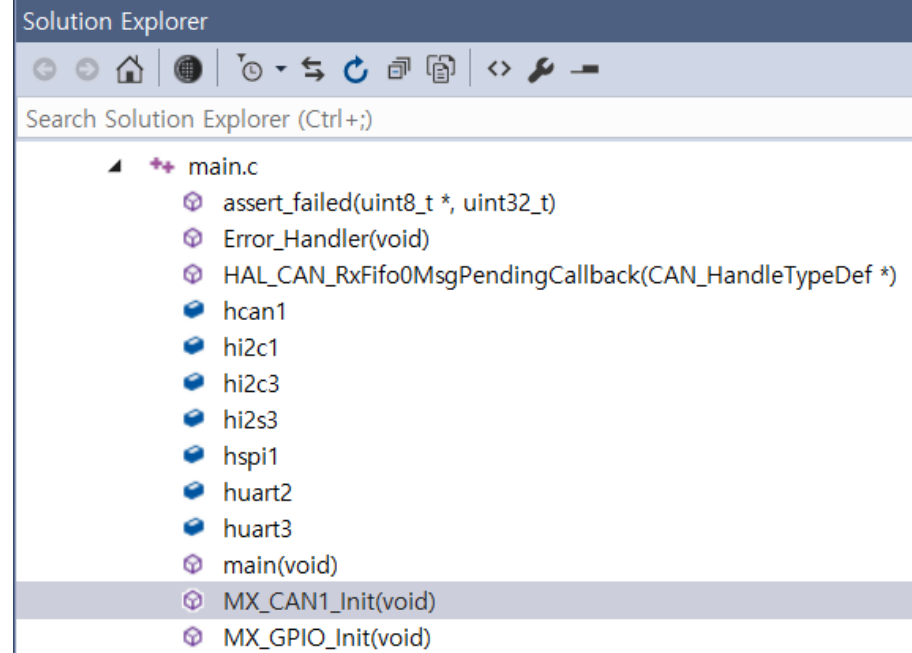 Solution Explorer
Search Solution Explorer (Ctrl+;)
main.c
assert_failed(uint8_t *, uint32_t)
Error_Handler(void)
HAL_CAN_RxFifo0MsgPendingCallback(CAN_HandleTypeDef *)
hcan1
hi2c1
hi2c3
hi2s3
hspi1
huart2
huart3
main(void)
MX_CAN1_Init(void)
MX_GPIO_Init(void)